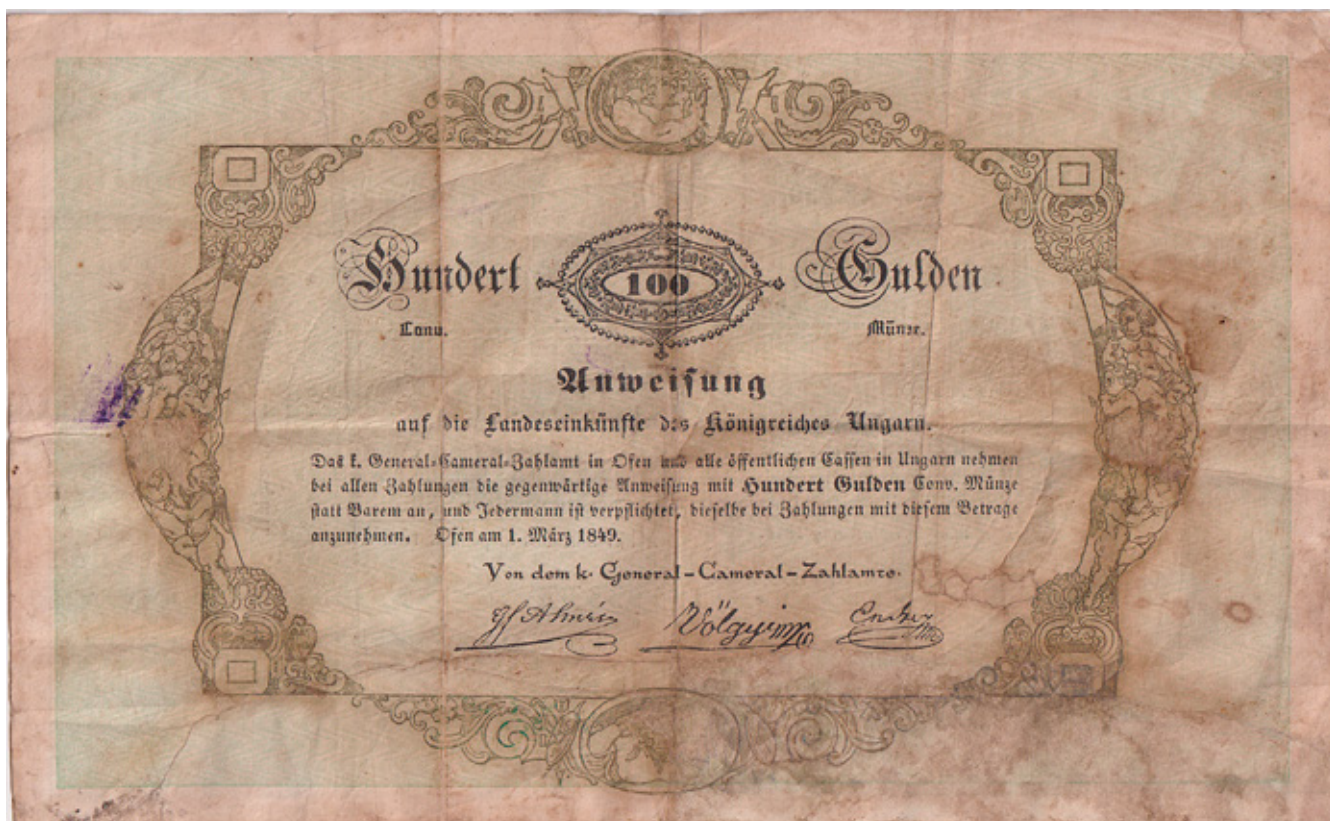 Hundert 100 Gulden
Conv. Münze.
Anweisung
auf die Landeseinkünfte des Königreiches Ungarn.
Das k. General-Cameral-Zahlamt in Ofen und alle öffentlichen Cassen in Ungarn nehmen
bei allen Zahlungen die gegenwärtige Anweisung mit Hundert Gulden Conv. Münze
statt Barem an, und Jedermann ist verpflichtet, dieselbe bei Zahlungen mit diesem Betrage
anzunehmen. Ofen am 1. März 1849.
Von dem k. General-Cameral-Zahlamte.
Völgyi